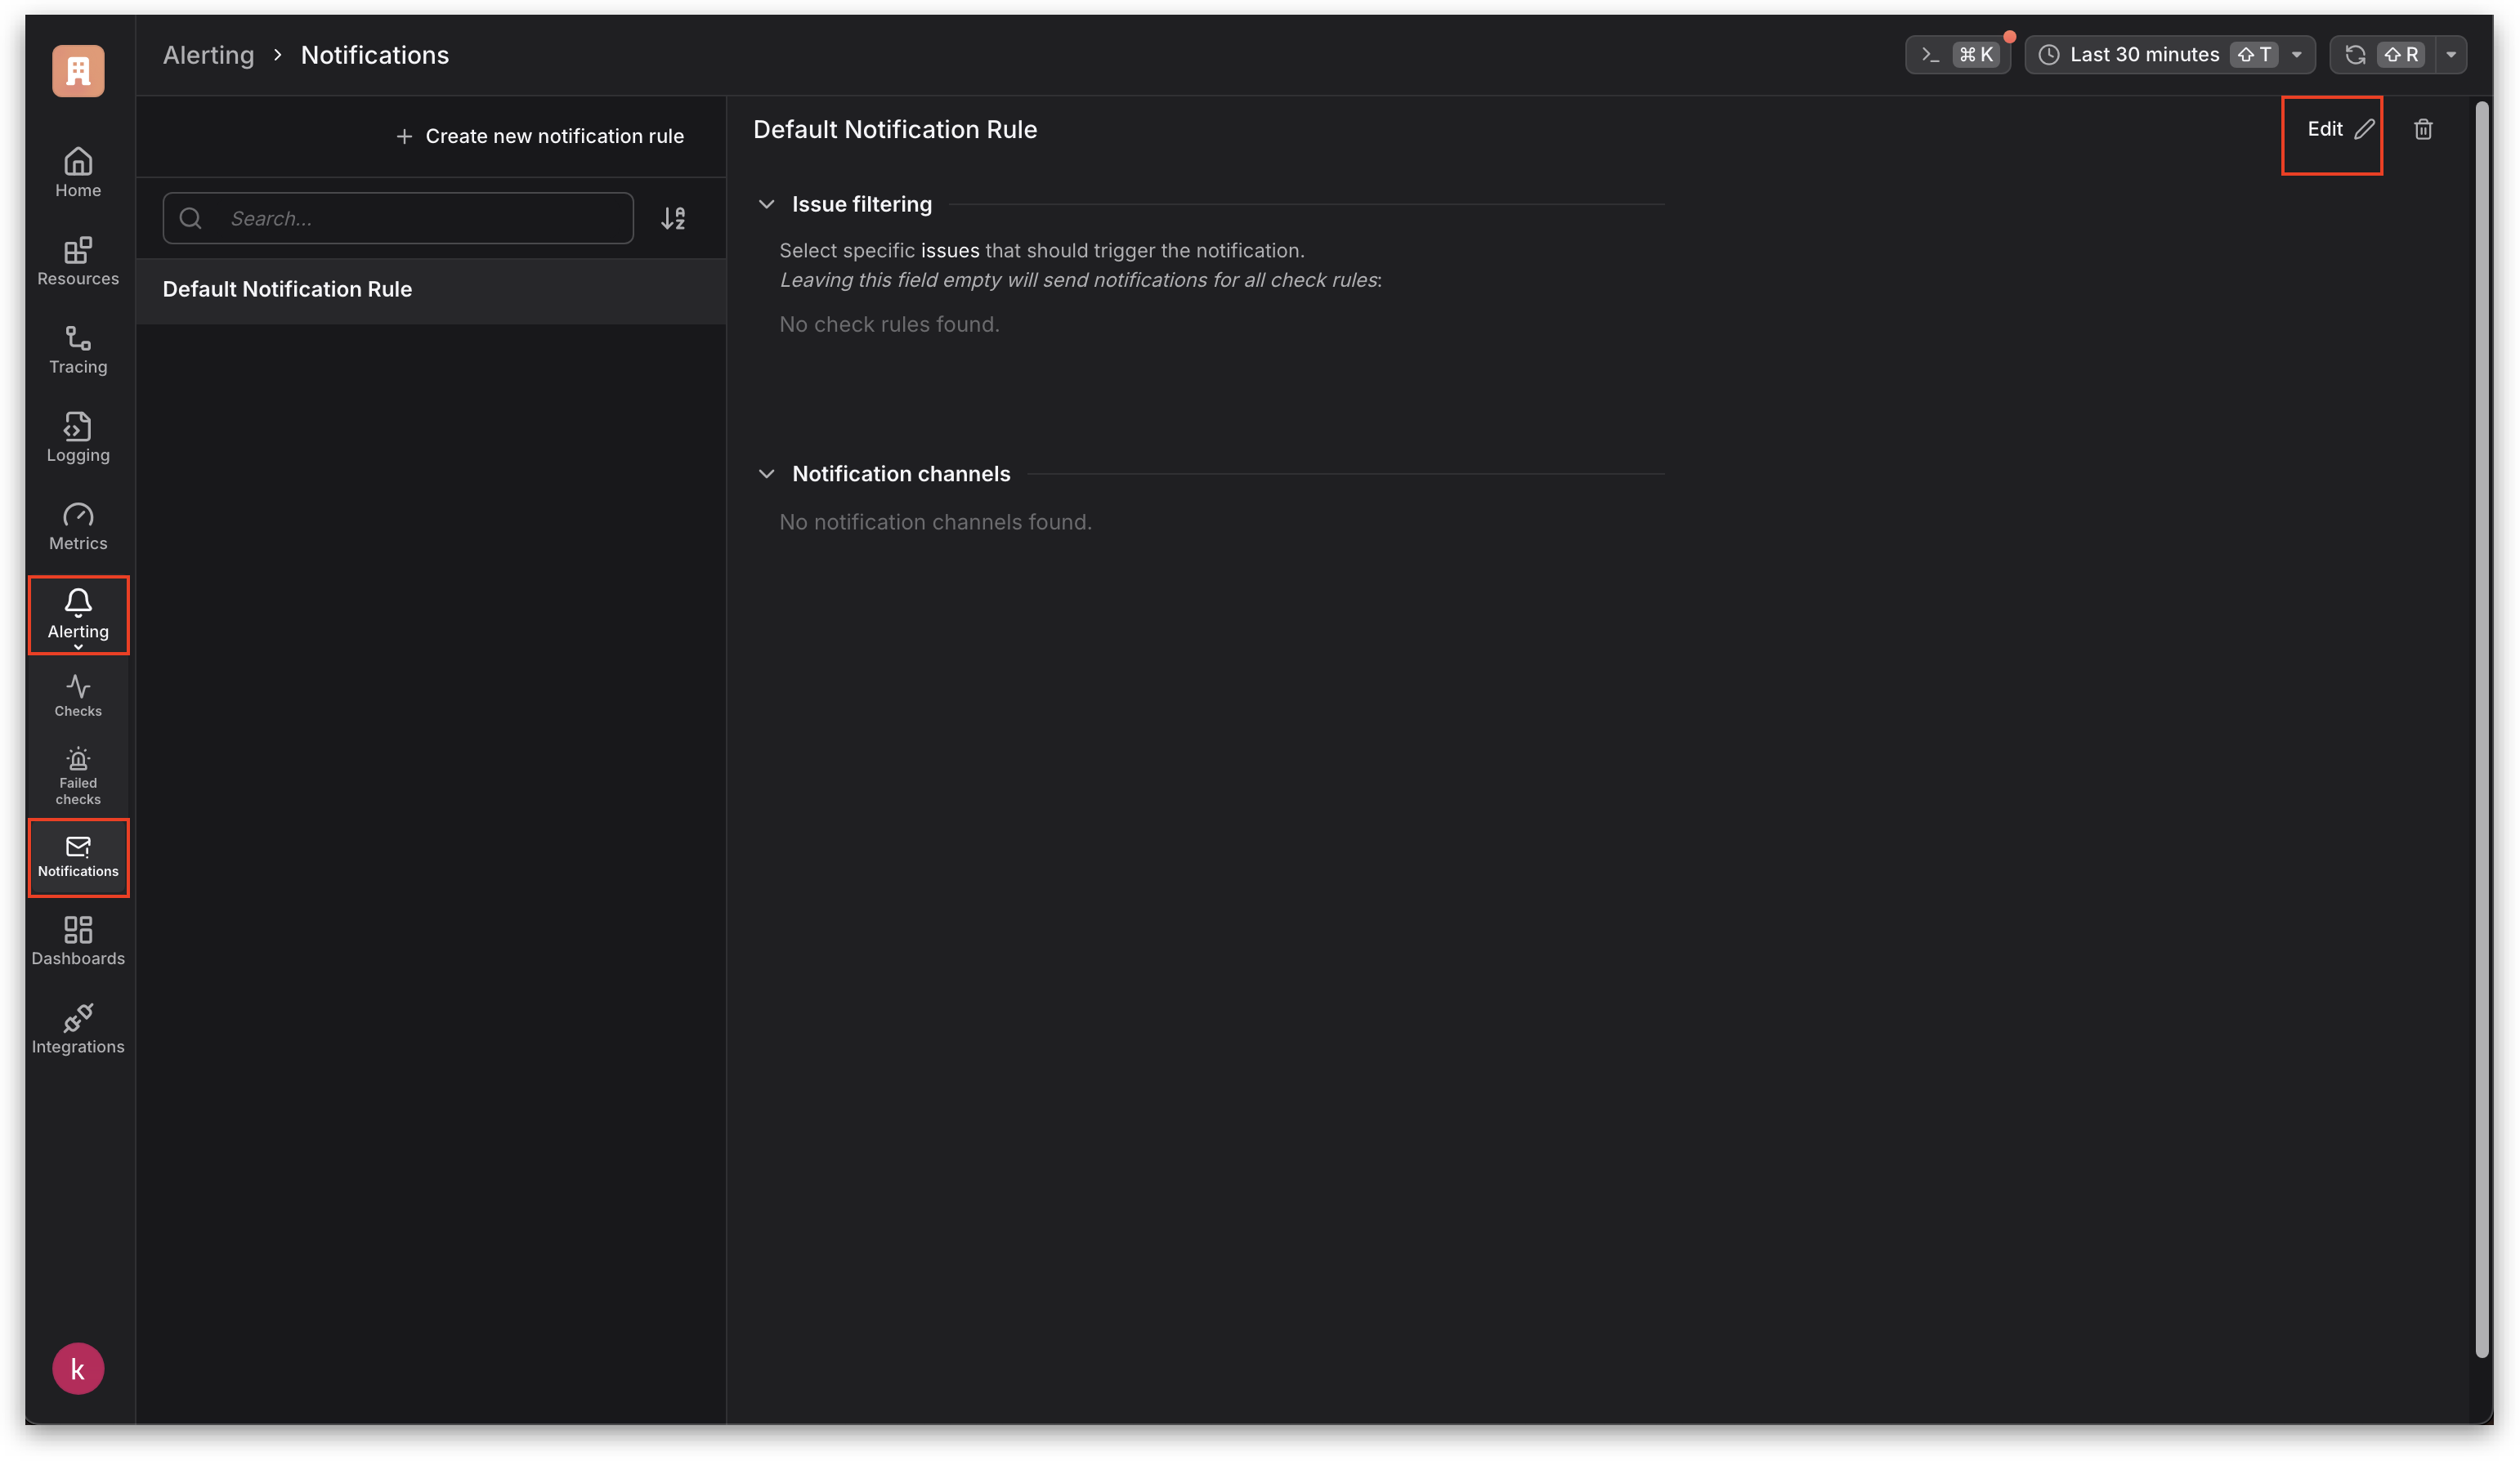 Alerting > Notifications
⌘ K
Last 30 minutes ⇧ T
⇧ R
Home
Resources
Tracing
Logging
Metrics
Alerting
Checks
Failed
checks
Notifications
Dashboards
Integrations
k
+ Create new notification rule
Search...
Default Notification Rule
Default Notification Rule
Edit
Issue filtering
Select specific issues that should trigger the notification.
Leaving this field empty will send notifications for all check rules:
No check rules found.
Notification channels
No notification channels found.